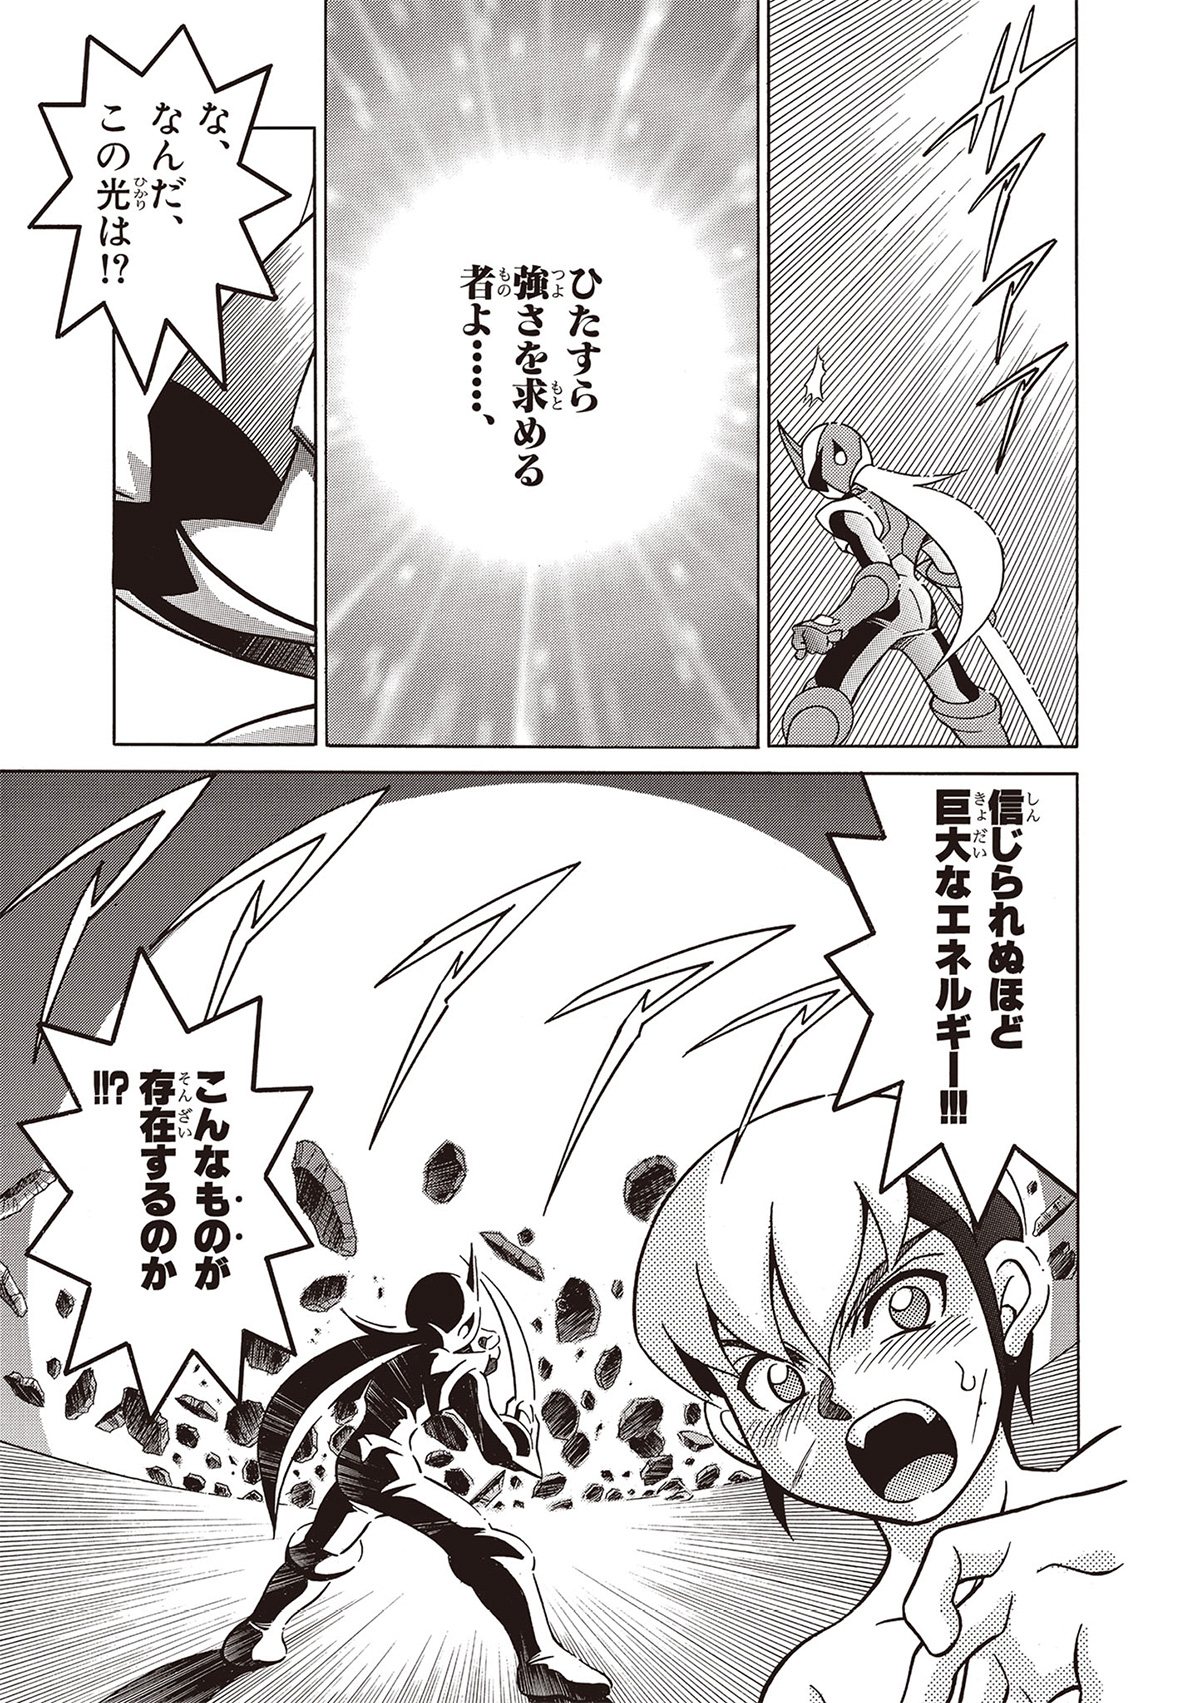 ひたすら
強さを求める
者よ……、
な、
なんだ、
この光は!?
信じられぬほど
巨大なエネルギー!!!
こんなものが
存在するのか
!!?